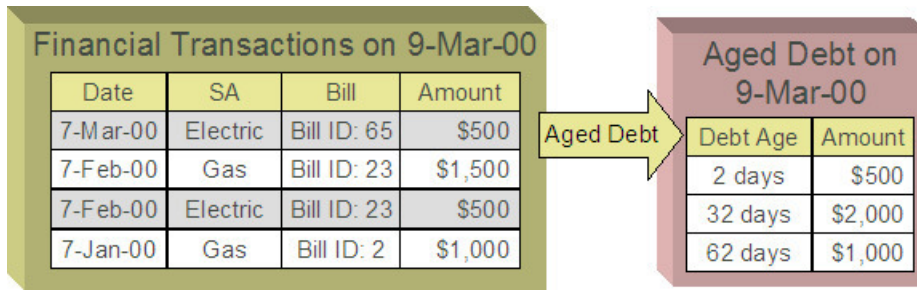 Financial Transactions on 9-Mar-00
Date SA Bill Amount
7-Mar-00 Electric Bill ID: 65 $500
7-Feb-00 Gas Bill ID: 23 $1,500
7-Feb-00 Electric Bill ID: 23 $500
7-Jan-00 Gas Bill ID: 2 $1,000
Aged Debt
Aged Debt on
9-Mar-00
Debt Age Amount
2 days $500
32 days $2,000
62 days $1,000